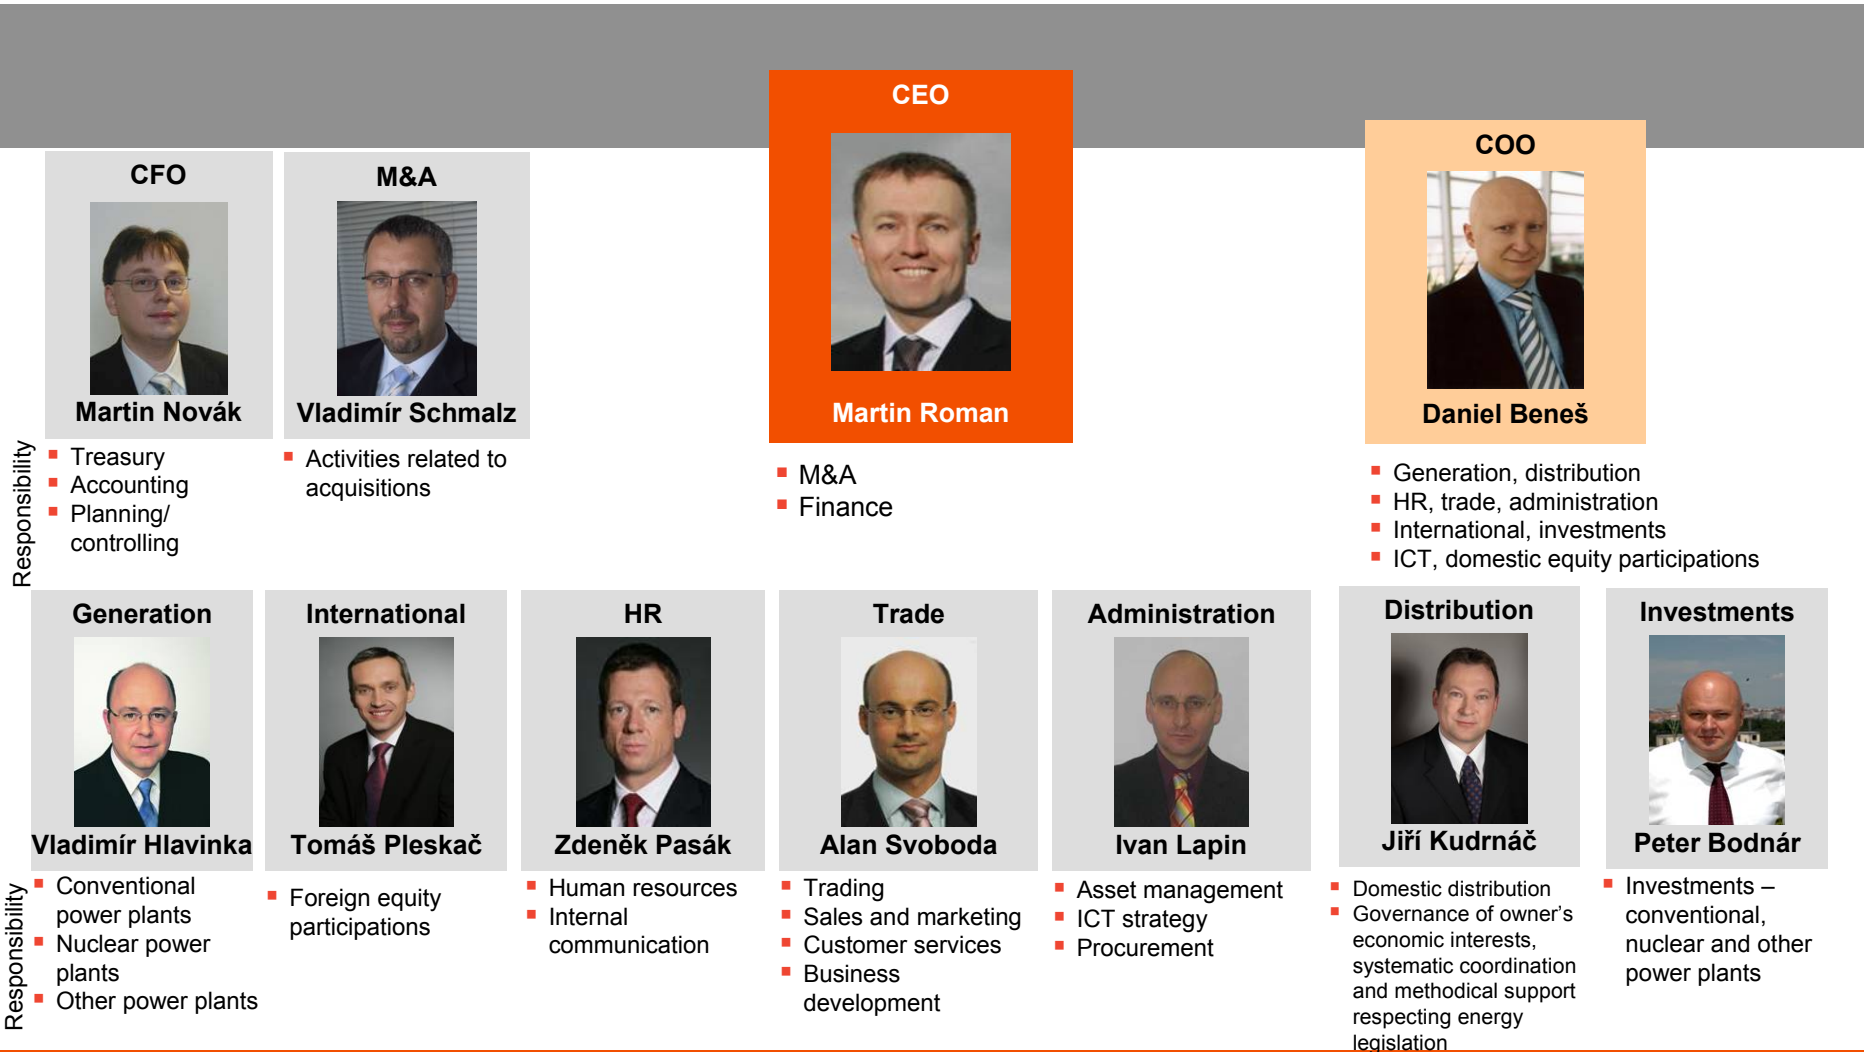 CEO
COO
CFO
M&A
Martin Novák
Vladimír Schmalz
Martin Roman
Daniel Beneš
Responsibility
Treasury
Accounting
Planning/
controlling
Activities related to
acquisitions
M&A
Finance
Generation, distribution
HR, trade, administration
International, investments
ICT, domestic equity participations
Generation
International
HR
Trade
Administration
Distribution
Investments
Vladimír Hlavinka
Tomáš Pleskač
Zdeněk Pasák
Alan Svoboda
Ivan Lapin
Jiří Kudrnáč
Peter Bodnár
Responsibility
Conventional
power plants
Nuclear power
plants
Other power plants
Foreign equity
participations
Human resources
Internal
communication
Trading
Sales and marketing
Customer services
Business
development
Asset management
ICT strategy
Procurement
Domestic distribution
Governance of owner's
economic interests,
systematic coordination
and methodical support
respecting energy
legislation
Investments –
conventional,
nuclear and other
power plants